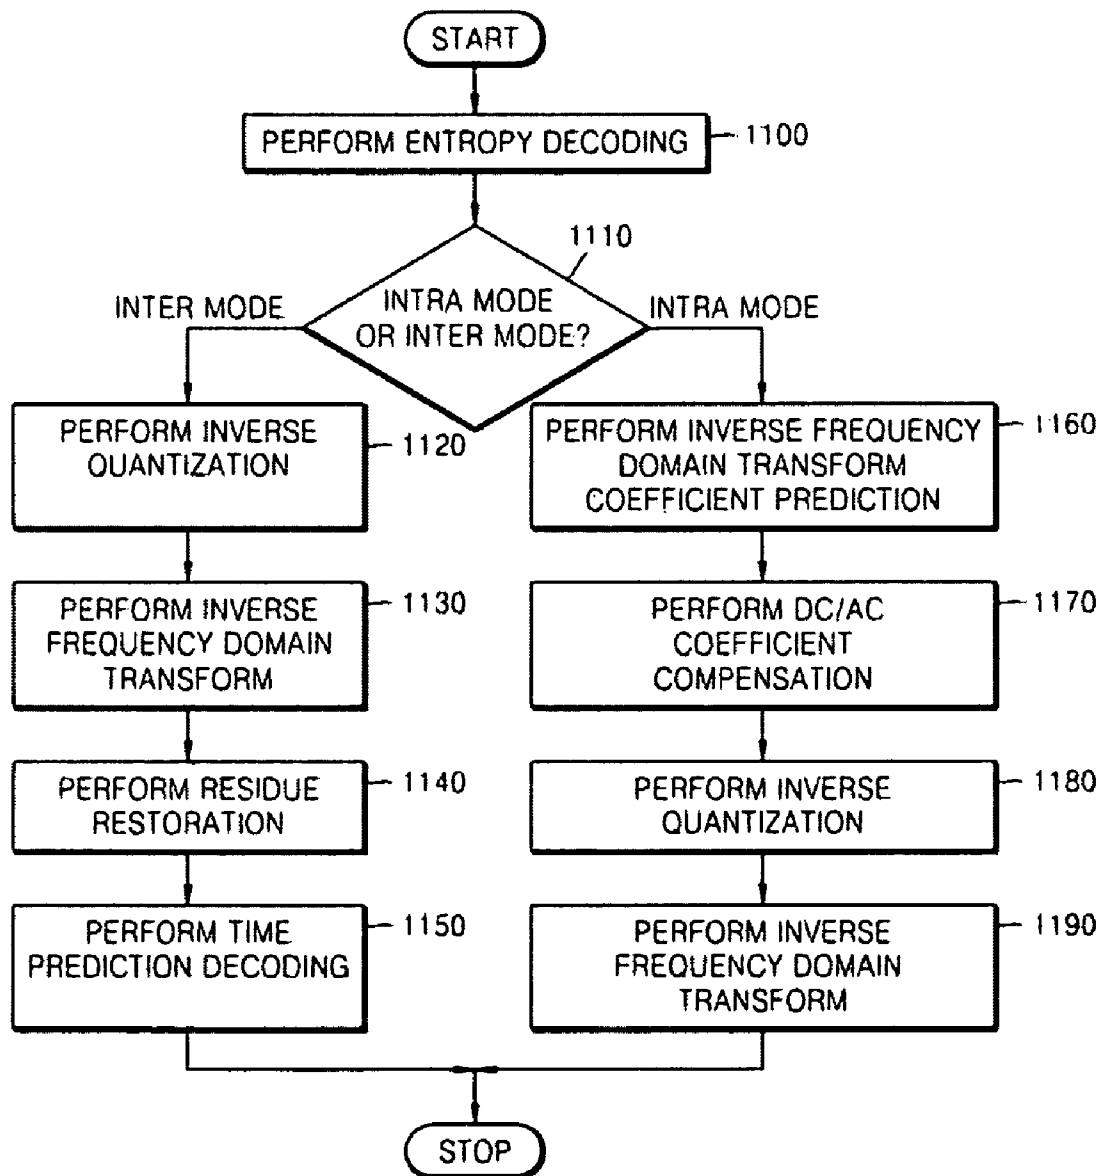 START
PERFORM ENTROPY DECODING
1100
1110
INTRA MODE
OR INTER MODE?
INTER MODE
INTRA MODE
PERFORM INVERSE
QUANTIZATION
1120
PERFORM INVERSE
FREQUENCY DOMAIN
TRANSFORM
1130
PERFORM RESIDUE
RESTORATION
1140
PERFORM TIME
PREDICTION DECODING
1150
PERFORM INVERSE FREQUENCY
DOMAIN TRANSFORM
COEFFICIENT PREDICTION
1160
PERFORM DC/AC
COEFFICIENT
COMPENSATION
1170
PERFORM INVERSE
QUANTIZATION
1180
PERFORM INVERSE
FREQUENCY DOMAIN
TRANSFORM
1190
STOP